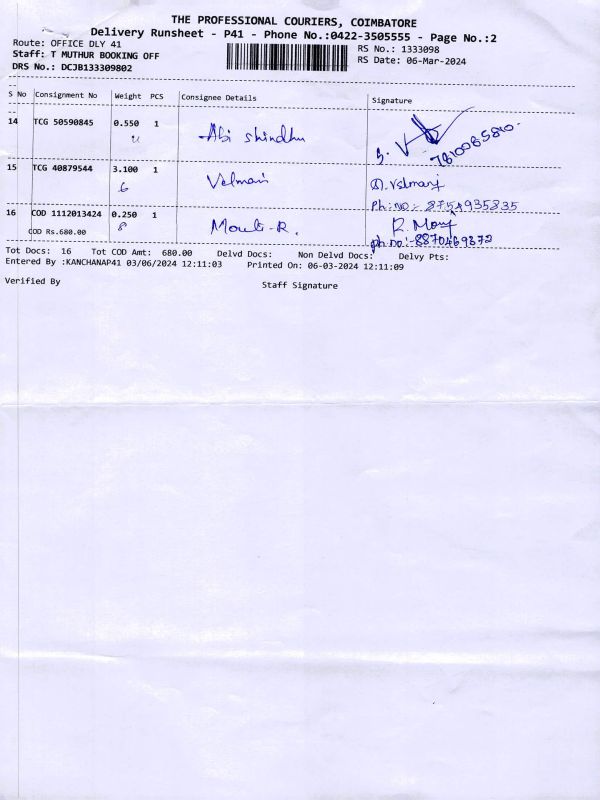 THE PROFESSIONAL COURIERS, COIMBATORE
Delivery Runsheet - P41 - Phone No.:0422-3505555 - Page No.:2
Route: OFFICE DLY 41
RS No.: 1333098
Staff: T MUTHUR BOOKING OFF
RS Date: 06-Mar-2024
DRS No.: DCJB133309802
S No Consignment No Weight PCS Consignee Details Signature
14 TCG 50590845 0.550 1 Abi Shindhu
7810085810
15 TCG 40879544 3.100 1 Velmani
6
Ph:no:- 8754935835
16 COD 1112013424 0.250 1 Mouli-R.
COD Rs.680.00 8
ph.no:-8870469372
Tot Docs: 16 Tot COD Amt: 680.00 Delvd Docs: Non Delvd Docs: Delvy Pts:
Entered By :KANCHANAP41 03/06/2024 12:11:03 Printed On: 06-03-2024 12:11:09
Verified By Staff Signature